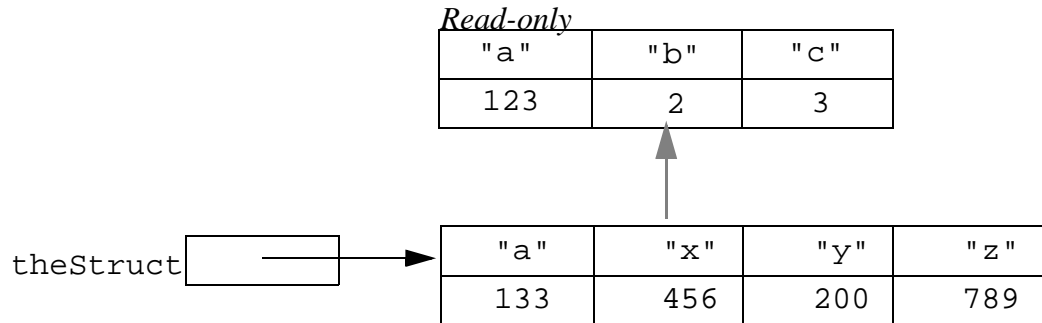 Read-only
"a" "b" "c"
123 2 3
"a" "x" "y" "z"
theStruct
133 456 200 789